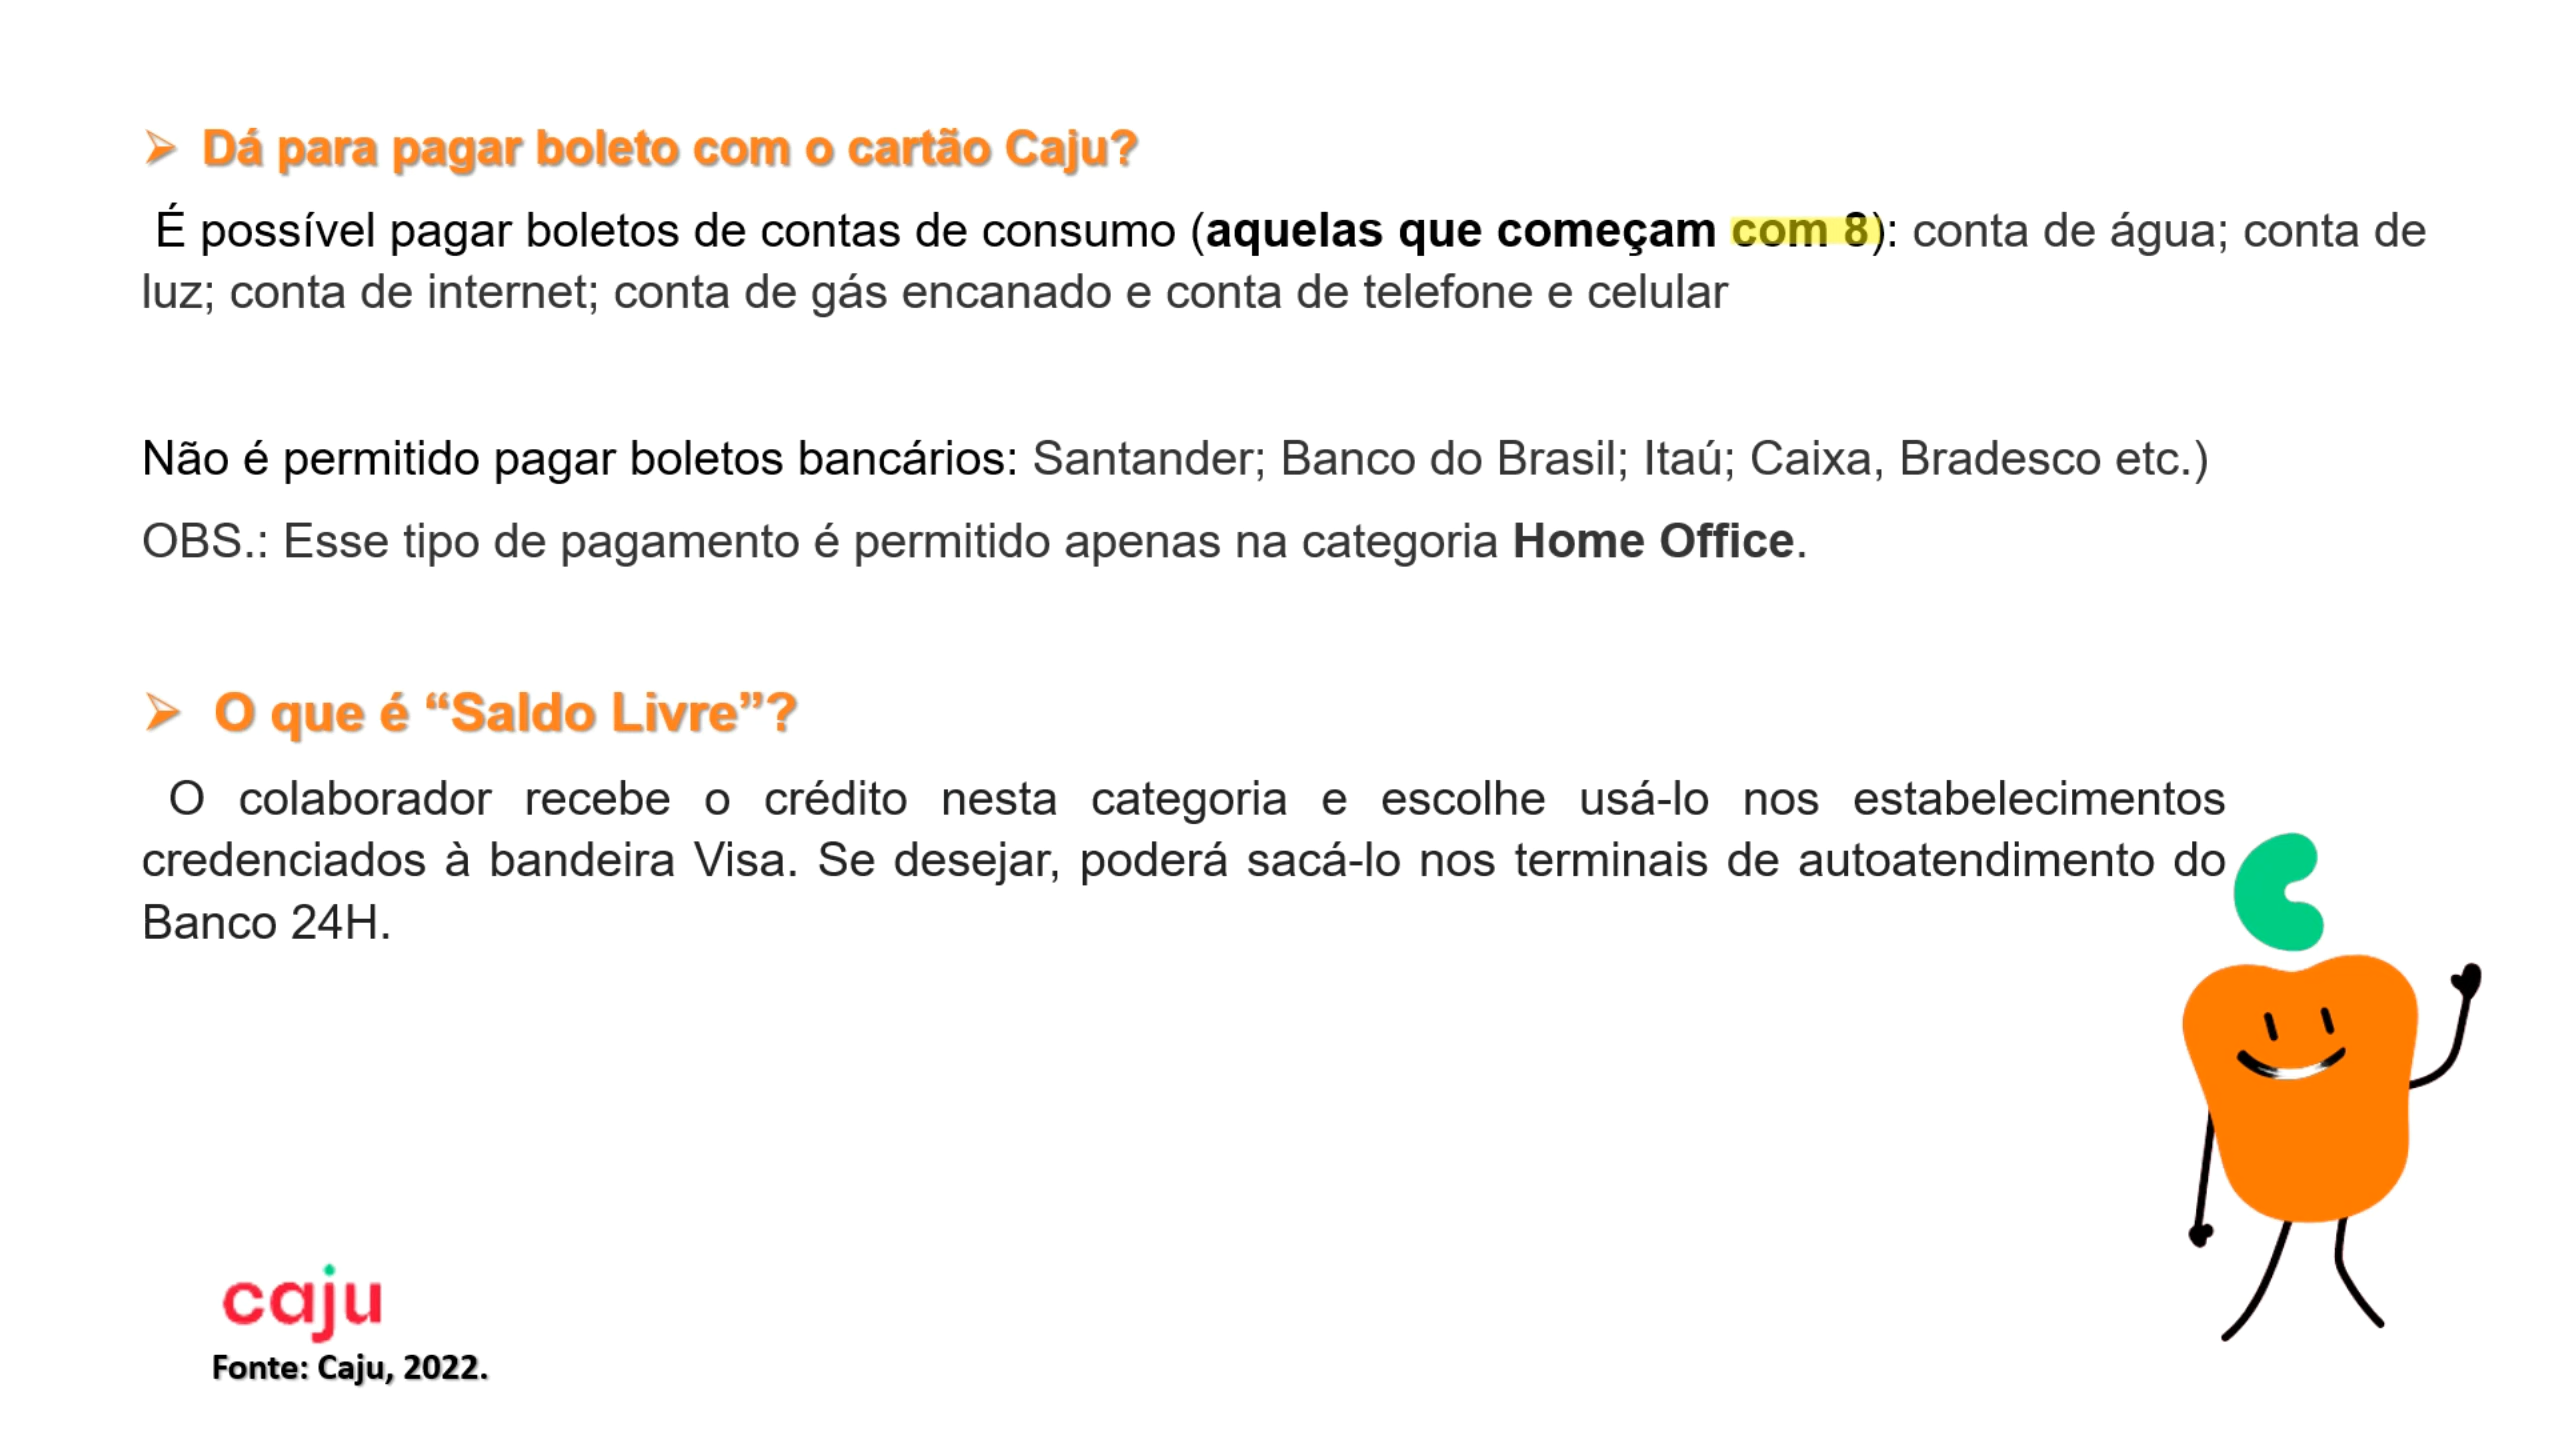 ➢ Dá para pagar boleto com o cartão Caju?
É possível pagar boletos de contas de consumo (aquelas que começam com 8): conta de água; conta de
luz; conta de internet; conta de gás encanado e conta de telefone e celular
Não é permitido pagar boletos bancários: Santander; Banco do Brasil; Itaú; Caixa, Bradesco etc.)
OBS.: Esse tipo de pagamento é permitido apenas na categoria Home Office.
➢ O que é “Saldo Livre”?
O colaborador recebe o crédito nesta categoria e escolhe usá-lo nos estabelecimentos
credenciados à bandeira Visa. Se desejar, poderá sacá-lo nos terminais de autoatendimento do
Banco 24H.
caju
Fonte: Caju, 2022.